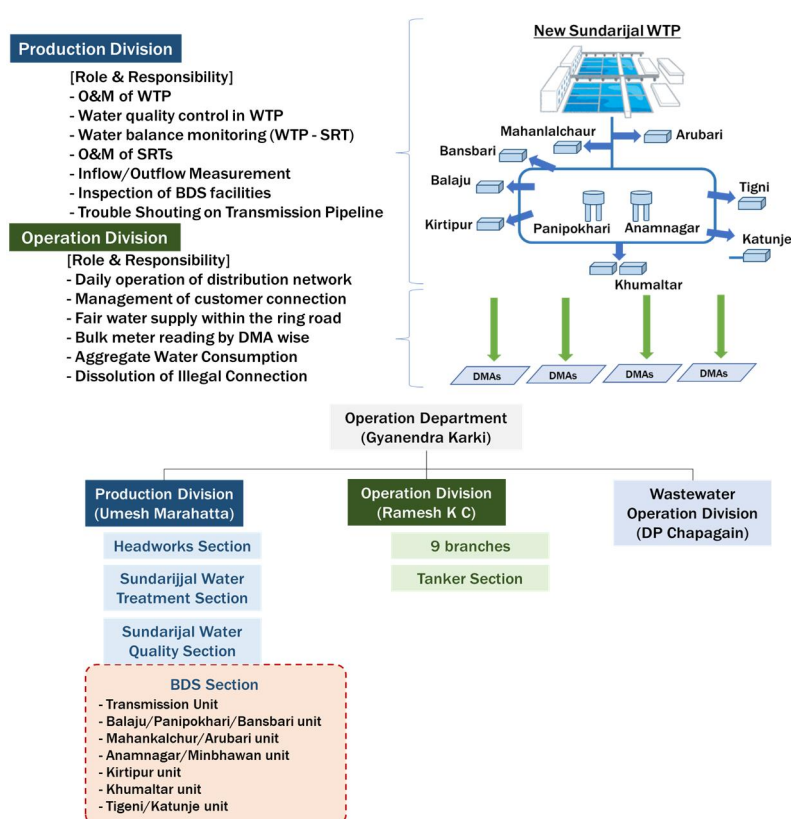 Production Division
[Role & Responsibility]
- O&M of WTP
- Water quality control in WTP
- Water balance monitoring (WTP - SRT)
- O&M of SRTs
- Inflow/Outflow Measurement
- Inspection of BDS facilities
- Trouble Shouting on Transmission Pipeline
Operation Division
[Role & Responsibility]
- Daily operation of distribution network
- Management of customer connection
- Fair water supply within the ring road
- Bulk meter reading by DMA wise
- Aggregate Water Consumption
- Dissolution of Illegal Connection
New Sundarijal WTP
Mahanlalchaur
Arubari
Bansbari
Balaju
Tigni
Kirtipur
Panipokhari
Anamnagar
Katunje
Khumaltar
DMAs
DMAs
DMAs
DMAs
Operation Department
(Gyanendra Karki)
Production Division
(Umesh Marahatta)
Operation Division
(Ramesh K C)
Wastewater
Operation Division
(DP Chapagain)
Headworks Section
9 branches
Sundarijjal Water
Treatment Section
Tanker Section
Sundarijal Water
Quality Section
BDS Section
- Transmission Unit
- Balaju/Panipokhari/Bansbari unit
- Mahankalchur/Arubari unit
- Anamnagar/Minbhawan unit
- Kirtipur unit
- Khumaltar unit
- Tigeni/Katunje unit